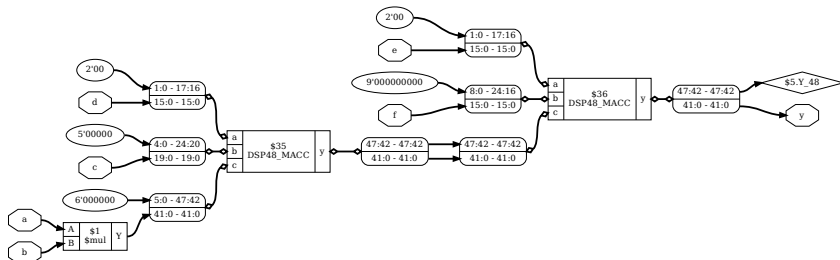 2'00
1:0 - 17:16
e
15:0 - 15:0
2'00
1:0 - 17:16
d
15:0 - 15:0
9'000000000
8:0 - 24:16
f
15:0 - 15:0
a
b
c
$36
DSP48_MACC
y
47:42 - 47:42
41:0 - 41:0
$5.Y_48
y
5'00000
4:0 - 24:20
c
19:0 - 19:0
a
b
c
$35
DSP48_MACC
y
47:42 - 47:42
41:0 - 41:0
47:42 - 47:42
41:0 - 41:0
6'000000
5:0 - 47:42
41:0 - 41:0
a
b
A
B
$1
$mul
Y